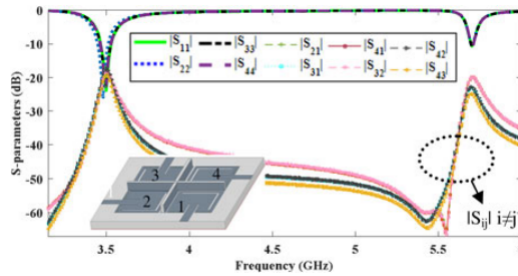 0
-10
-20
-30
-40
-50
-60
S-parameters (dB)
|S11| |S33| |S21| |S41| |S42|
|S22| |S44| |S31| |S32| |S43|
3 4
2 1
|Sij| i≠j
3.5 4 4.5 5 5.5
Frequency (GHz)